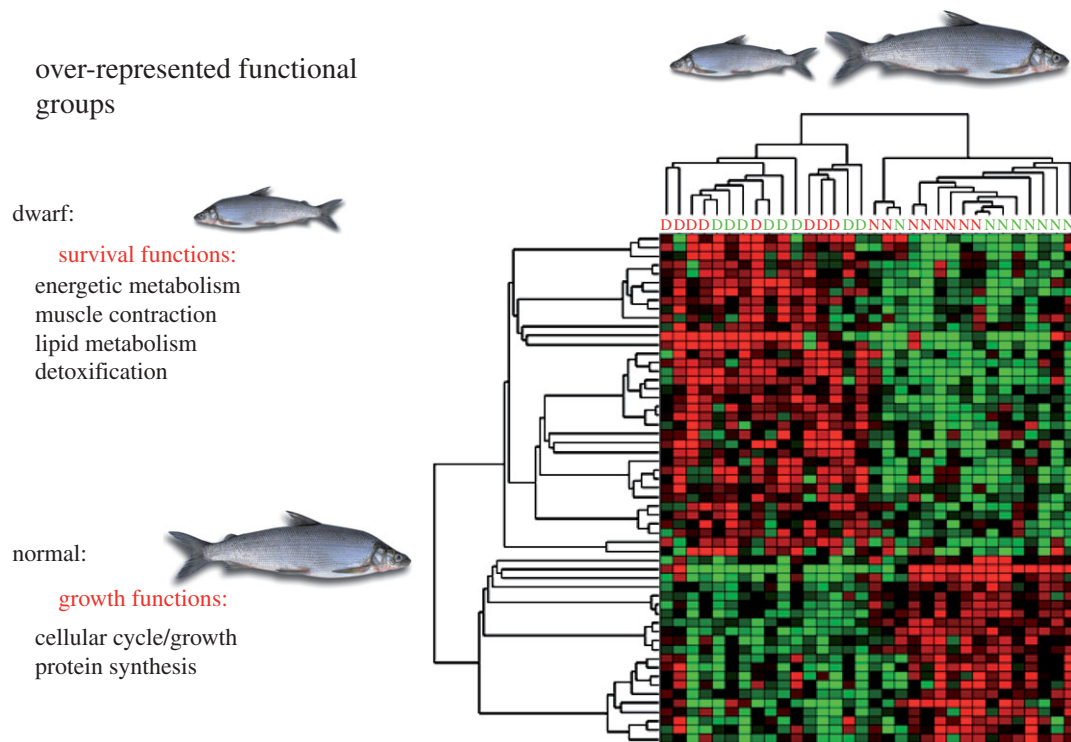 over-represented functional
groups
dwarf:
survival functions:
energetic metabolism
muscle contraction
lipid metabolism
detoxification
normal:
growth functions:
cellular cycle/growth
protein synthesis
D D D D D D D D D D D D D D D D N N N N N N N N N N N N N N N N